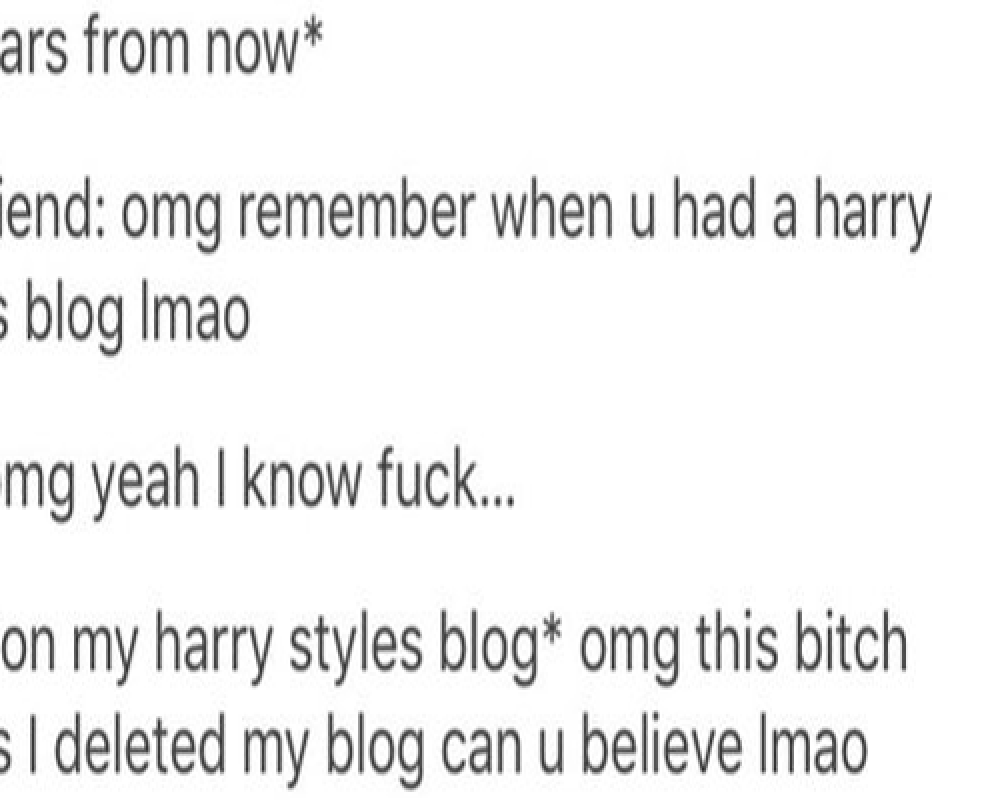 ars from now*
iend: omg remember when u had a harry
s blog lmao
omg yeah I know fuck...
on my harry styles blog* omg this bitch
s I deleted my blog can u believe lmao